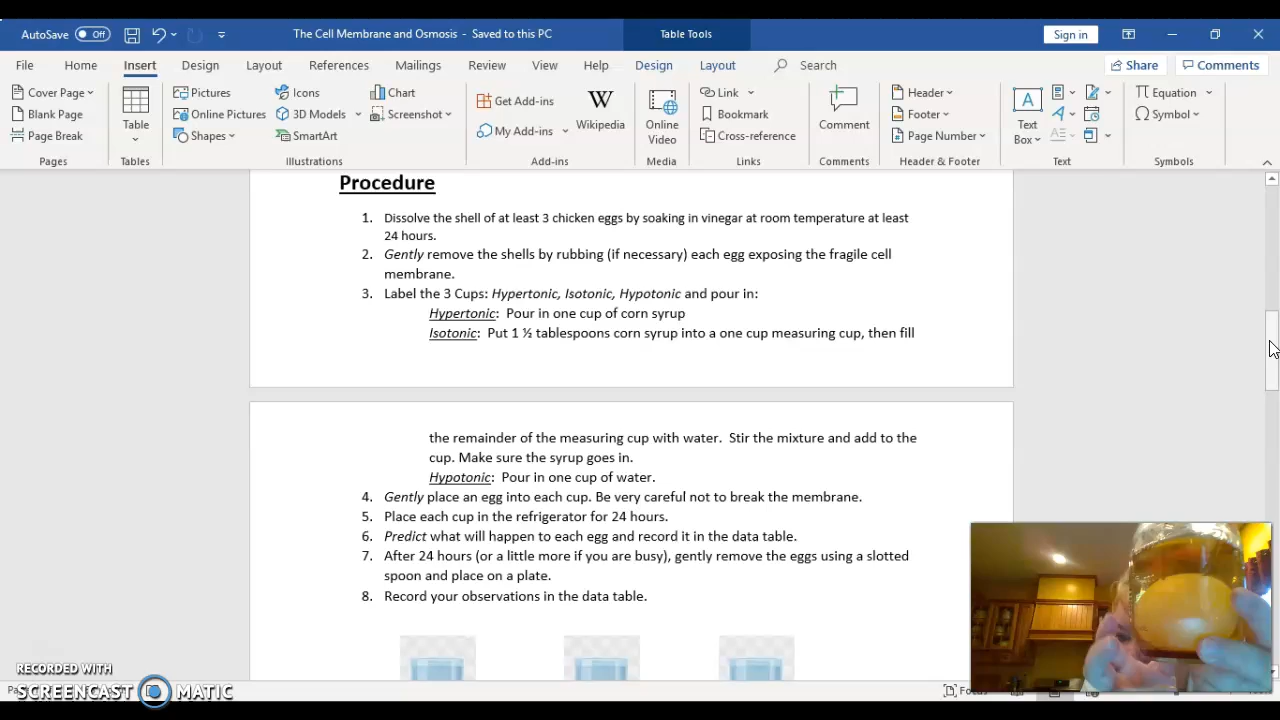 AutoSave Off The Cell Membrane and Osmosis - Saved to this PC Table Tools Sign in
File Home Insert Design Layout References Mailings Review View Help Design Layout Search Share Comments
Cover Page
Blank Page
Page Break
Pages
Table
Tables
Pictures Icons Chart
Online Pictures 3D Models Screenshot
Shapes SmartArt
Illustrations
Get Add-ins
My Add-ins
Wikipedia
Add-ins
Online
Video
Media
Link
Bookmark
Cross-reference
Links
Comment
Comments
Header
Footer
Page Number
Header & Footer
Text
Box
Text
Equation
Symbol
Symbols
Procedure
1. Dissolve the shell of at least 3 chicken eggs by soaking in vinegar at room temperature at least
24 hours.
2. Gently remove the shells by rubbing (if necessary) each egg exposing the fragile cell
membrane.
3. Label the 3 Cups: Hypertonic, Isotonic, Hypotonic and pour in:
Hypertonic: Pour in one cup of corn syrup
Isotonic: Put 1 ½ tablespoons corn syrup into a one cup measuring cup, then fill
the remainder of the measuring cup with water. Stir the mixture and add to the
cup. Make sure the syrup goes in.
Hypotonic: Pour in one cup of water.
4. Gently place an egg into each cup. Be very careful not to break the membrane.
5. Place each cup in the refrigerator for 24 hours.
6. Predict what will happen to each egg and record it in the data table.
7. After 24 hours (or a little more if you are busy), gently remove the eggs using a slotted
spoon and place on a plate.
8. Record your observations in the data table.
RECORDED WITH
SCREENCAST MATIC